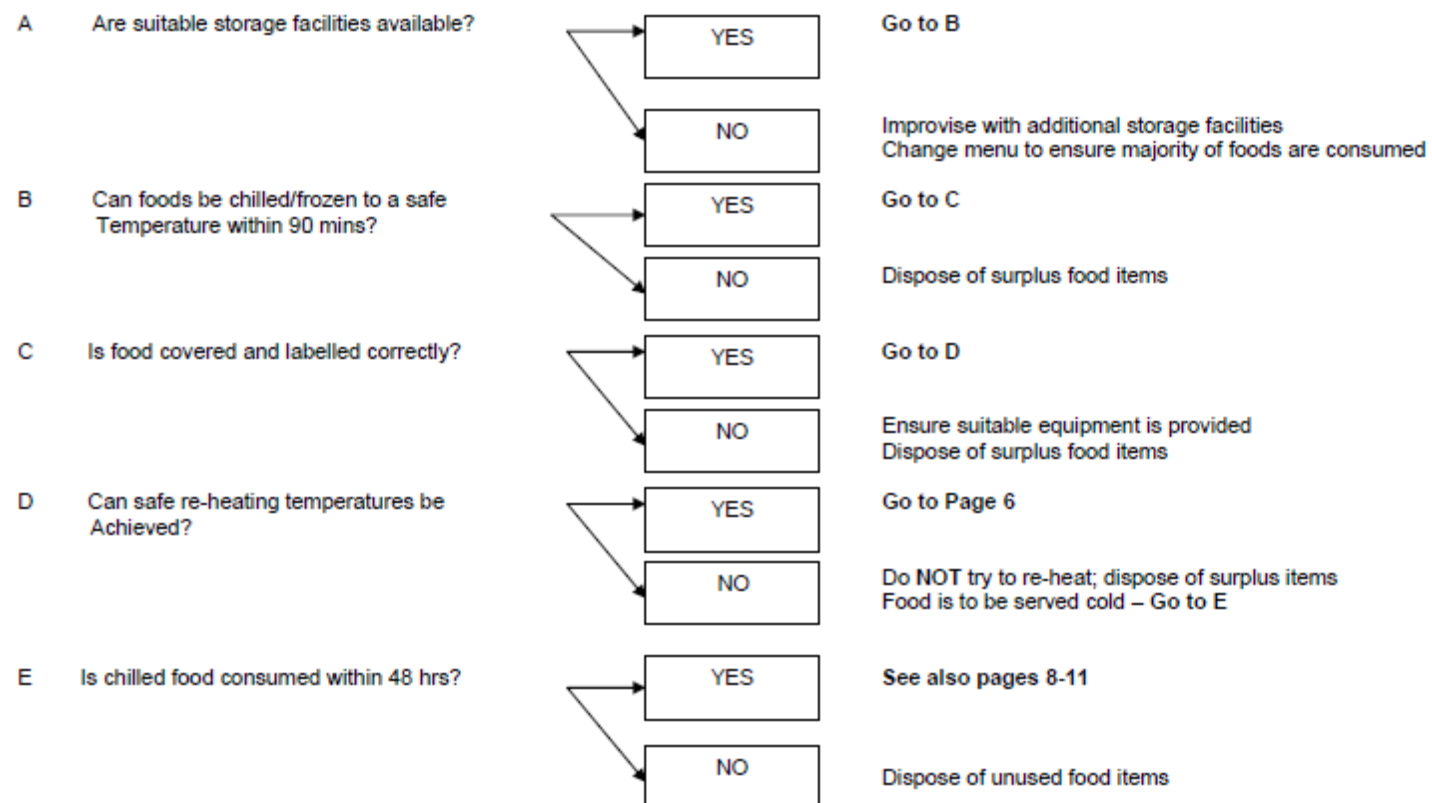 A Are suitable storage facilities available? YES Go to B
NO Improvise with additional storage facilities
Change menu to ensure majority of foods are consumed
B Can foods be chilled/frozen to a safe YES Go to C
Temperature within 90 mins?
NO Dispose of surplus food items
C Is food covered and labelled correctly? YES Go to D
NO Ensure suitable equipment is provided
Dispose of surplus food items
D Can safe re-heating temperatures be YES Go to Page 6
Achieved?
NO Do NOT try to re-heat; dispose of surplus items
Food is to be served cold – Go to E
E Is chilled food consumed within 48 hrs? YES See also pages 8-11
NO Dispose of unused food items